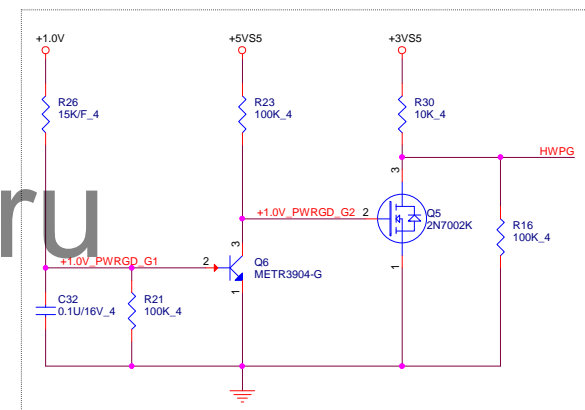 +1.0V
+5VS5
+3VS5
R26
15K/F_4
R23
100K_4
R30
10K_4
3
HWPG
+1.0V_PWRGD_G2
2
Q5
2N7002K
R16
100K_4
ru
+1.0V_PWRGD_G1
2
3
Q6
METR3904-G
1
1
C32
0.1U/16V_4
R21
100K_4